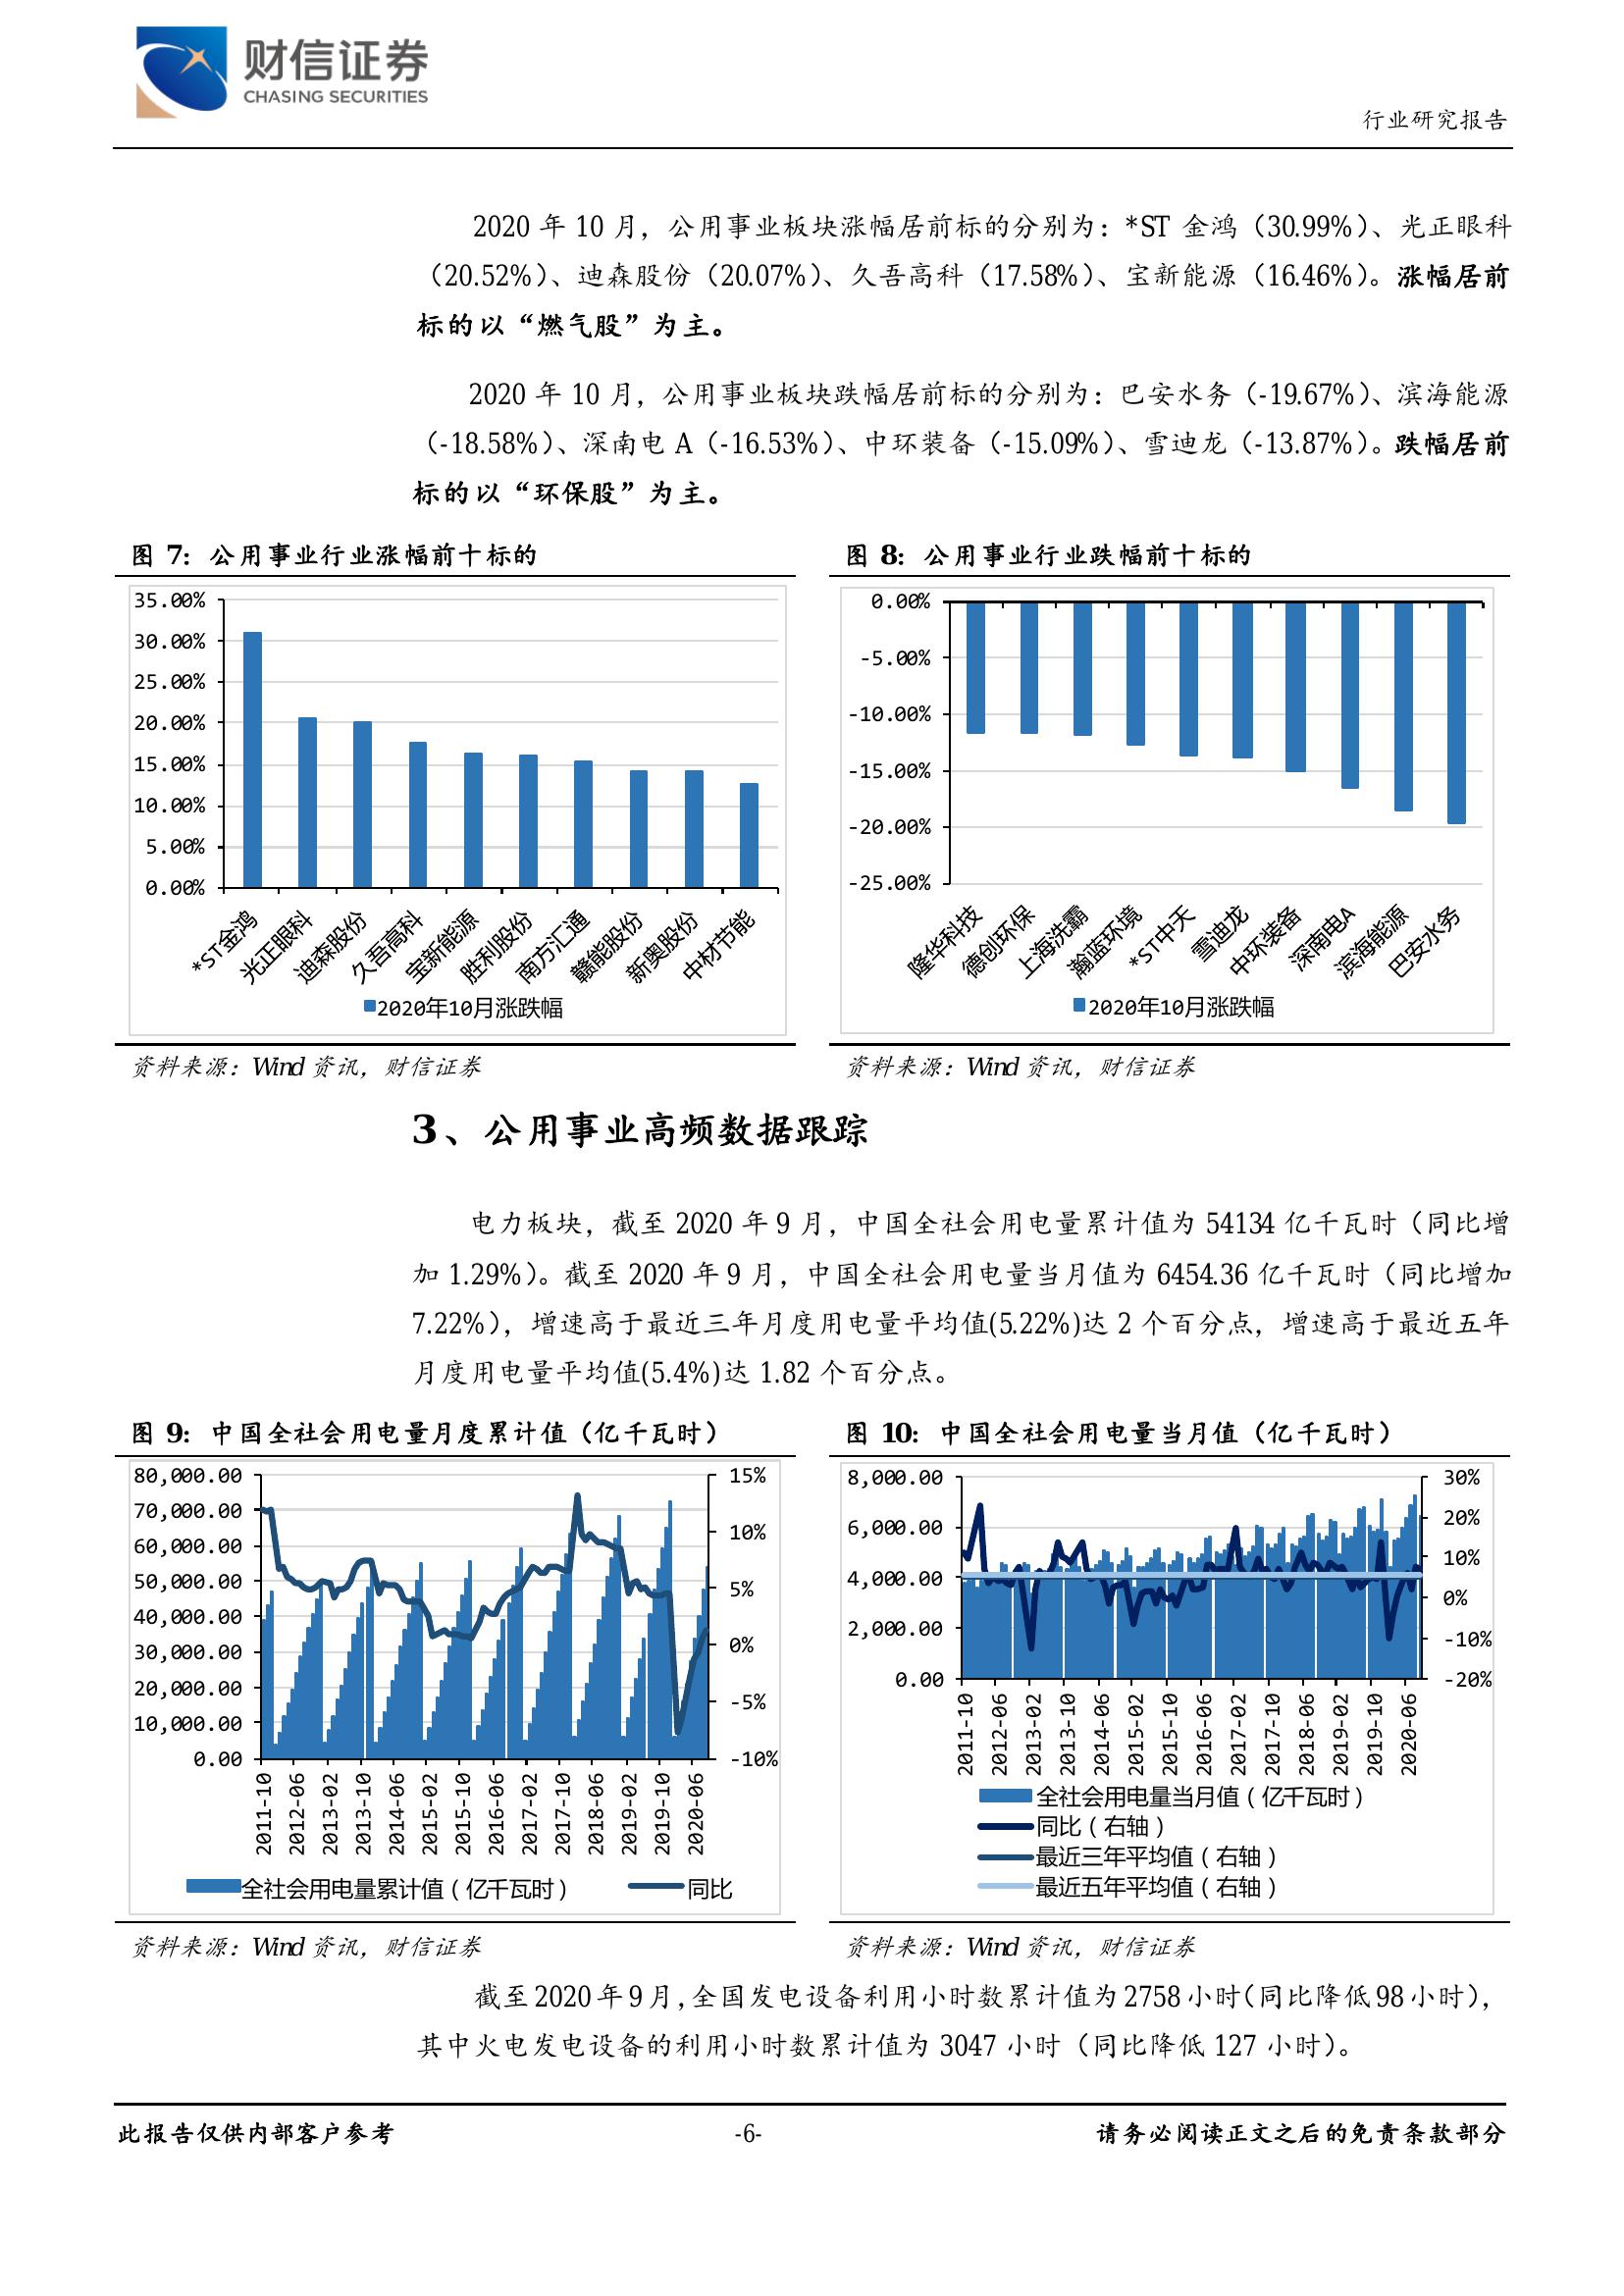 财信证券
CHASING SECURITIES
行业研究报告
2020 年 10 月，公用事业板块涨幅居前标的分别为：*ST 金鸿（30.99%）、光正眼科
（20.52%）、迪森股份（20.07%）、久吾高科（17.58%）、宝新能源（16.46%）。涨幅居前
标的以“燃气股”为主。
2020 年 10 月，公用事业板块跌幅居前标的分别为：巴安水务（-19.67%）、滨海能源
（-18.58%）、深南电 A（-16.53%）、中环装备（-15.09%）、雪迪龙（-13.87%）。跌幅居前
标的以“环保股”为主。
图 7：公用事业行业涨幅前十标的
35.00%
30.00%
25.00%
20.00%
15.00%
10.00%
5.00%
0.00%
*ST金鸿
光正眼科
迪森股份
久吾高科
宝新能源
胜利股份
南方汇通
赣能股份
新奥股份
中材节能
2020年10月涨跌幅
资料来源：Wind 资讯，财信证券
图 8：公用事业行业跌幅前十标的
0.00%
-5.00%
-10.00%
-15.00%
-20.00%
-25.00%
隆华科技
德创环保
上海洗霸
瀚蓝环境
*ST中天
雪迪龙
中环装备
深南电A
滨海能源
巴安水务
2020年10月涨跌幅
资料来源：Wind 资讯，财信证券
3、公用事业高频数据跟踪
电力板块，截至 2020 年 9 月，中国全社会用电量累计值为 54134 亿千瓦时（同比增
加 1.29%）。截至 2020 年 9 月，中国全社会用电量当月值为 6454.36 亿千瓦时（同比增加
7.22%），增速高于最近三年月度用电量平均值(5.22%)达 2 个百分点，增速高于最近五年
月度用电量平均值(5.4%)达 1.82 个百分点。
图 9：中国全社会用电量月度累计值（亿千瓦时）
80,000.00
70,000.00
60,000.00
50,000.00
40,000.00
30,000.00
20,000.00
10,000.00
0.00
15%
10%
5%
0%
-5%
-10%
2011-10
2012-06
2013-02
2013-10
2014-06
2015-02
2015-10
2016-06
2017-02
2017-10
2018-06
2019-02
2019-10
2020-06
全社会用电量累计值（亿千瓦时）
同比
资料来源：Wind 资讯，财信证券
图 10：中国全社会用电量当月值（亿千瓦时）
8,000.00
6,000.00
4,000.00
2,000.00
0.00
30%
20%
10%
0%
-10%
-20%
2011-10
2012-06
2013-02
2013-10
2014-06
2015-02
2015-10
2016-06
2017-02
2017-10
2018-06
2019-02
2019-10
2020-06
全社会用电量当月值（亿千瓦时）
同比（右轴）
最近三年平均值（右轴）
最近五年平均值（右轴）
资料来源：Wind 资讯，财信证券
截至 2020 年 9 月，全国发电设备利用小时数累计值为 2758 小时（同比降低 98 小时），
其中火电发电设备的利用小时数累计值为 3047 小时（同比降低 127 小时）。
此报告仅供内部客户参考
-6-
请务必阅读正文之后的免责条款部分